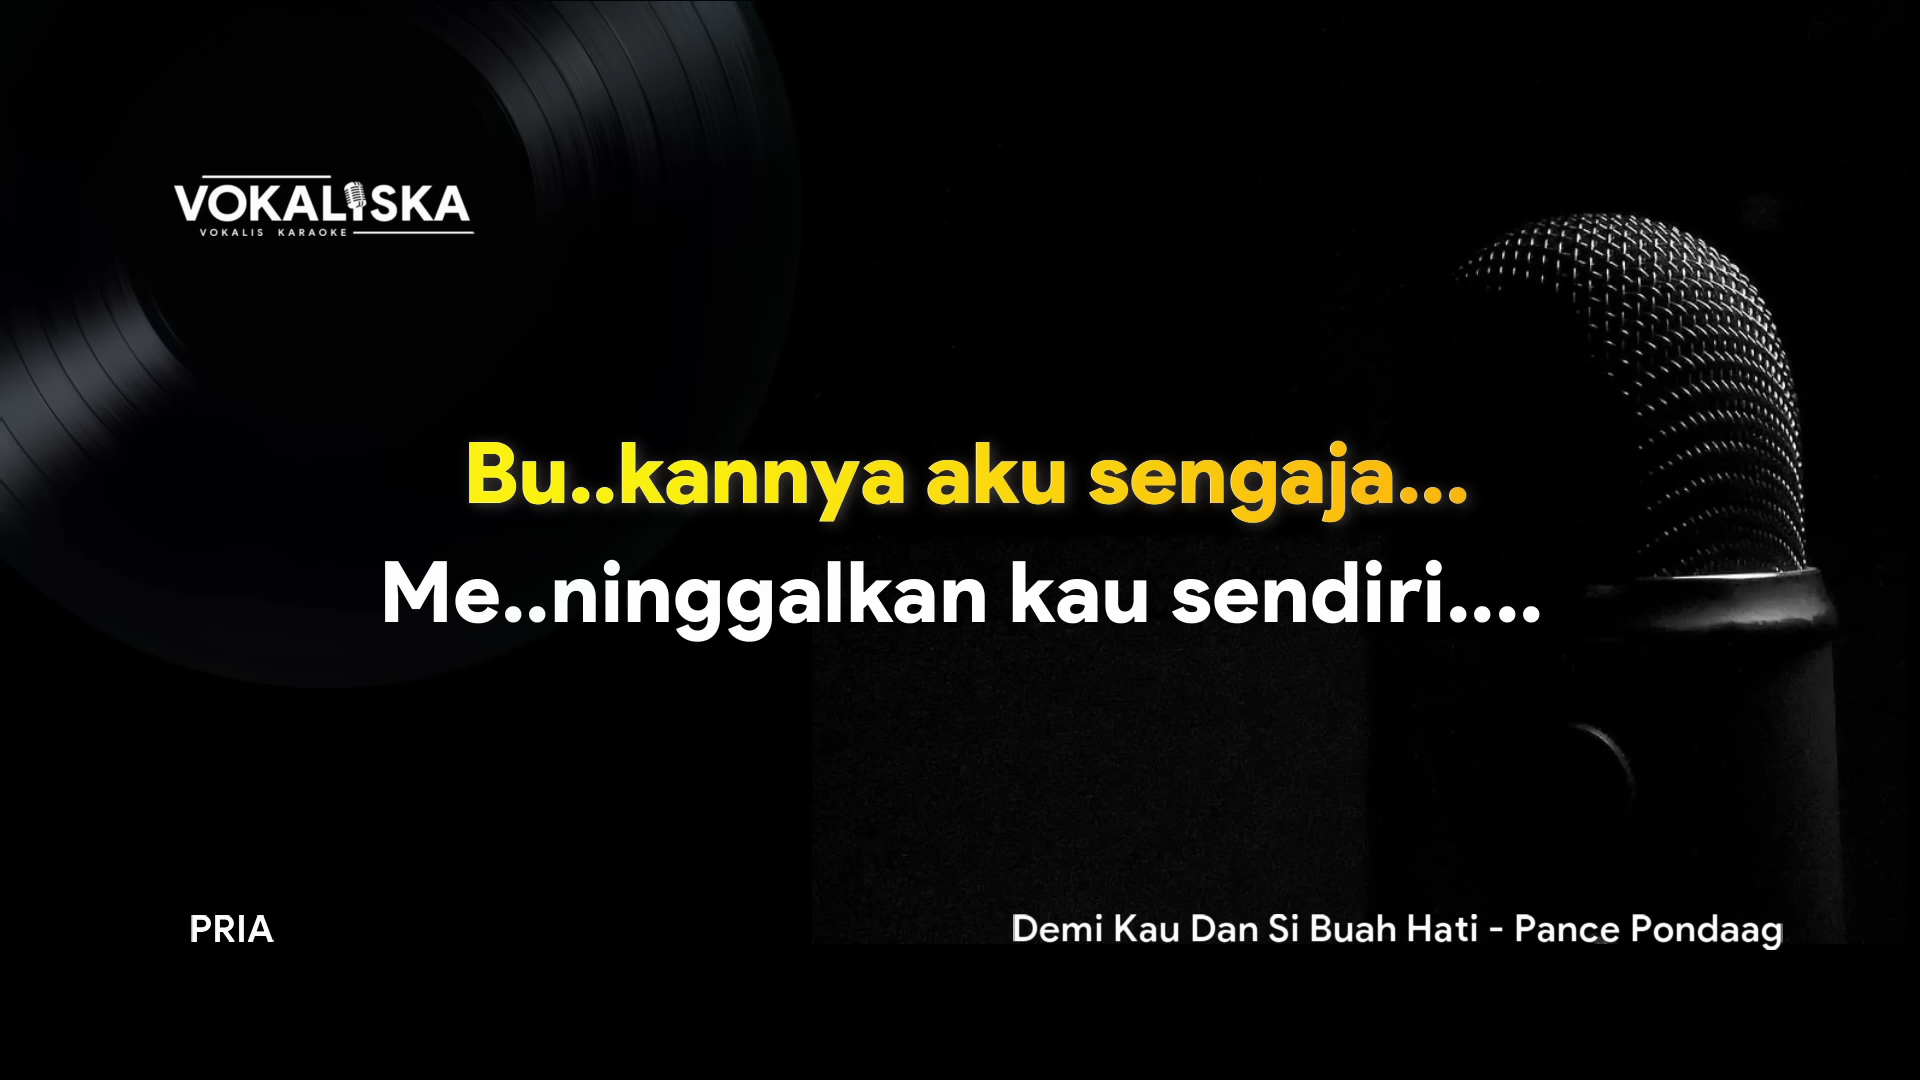 VOKALISKA
VOKALIS KARAOKE
Bu..kannya aku sengaja...
Me..ninggalkan kau sendiri....
PRIA
Demi Kau Dan Si Buah Hati - Pance Pondaag